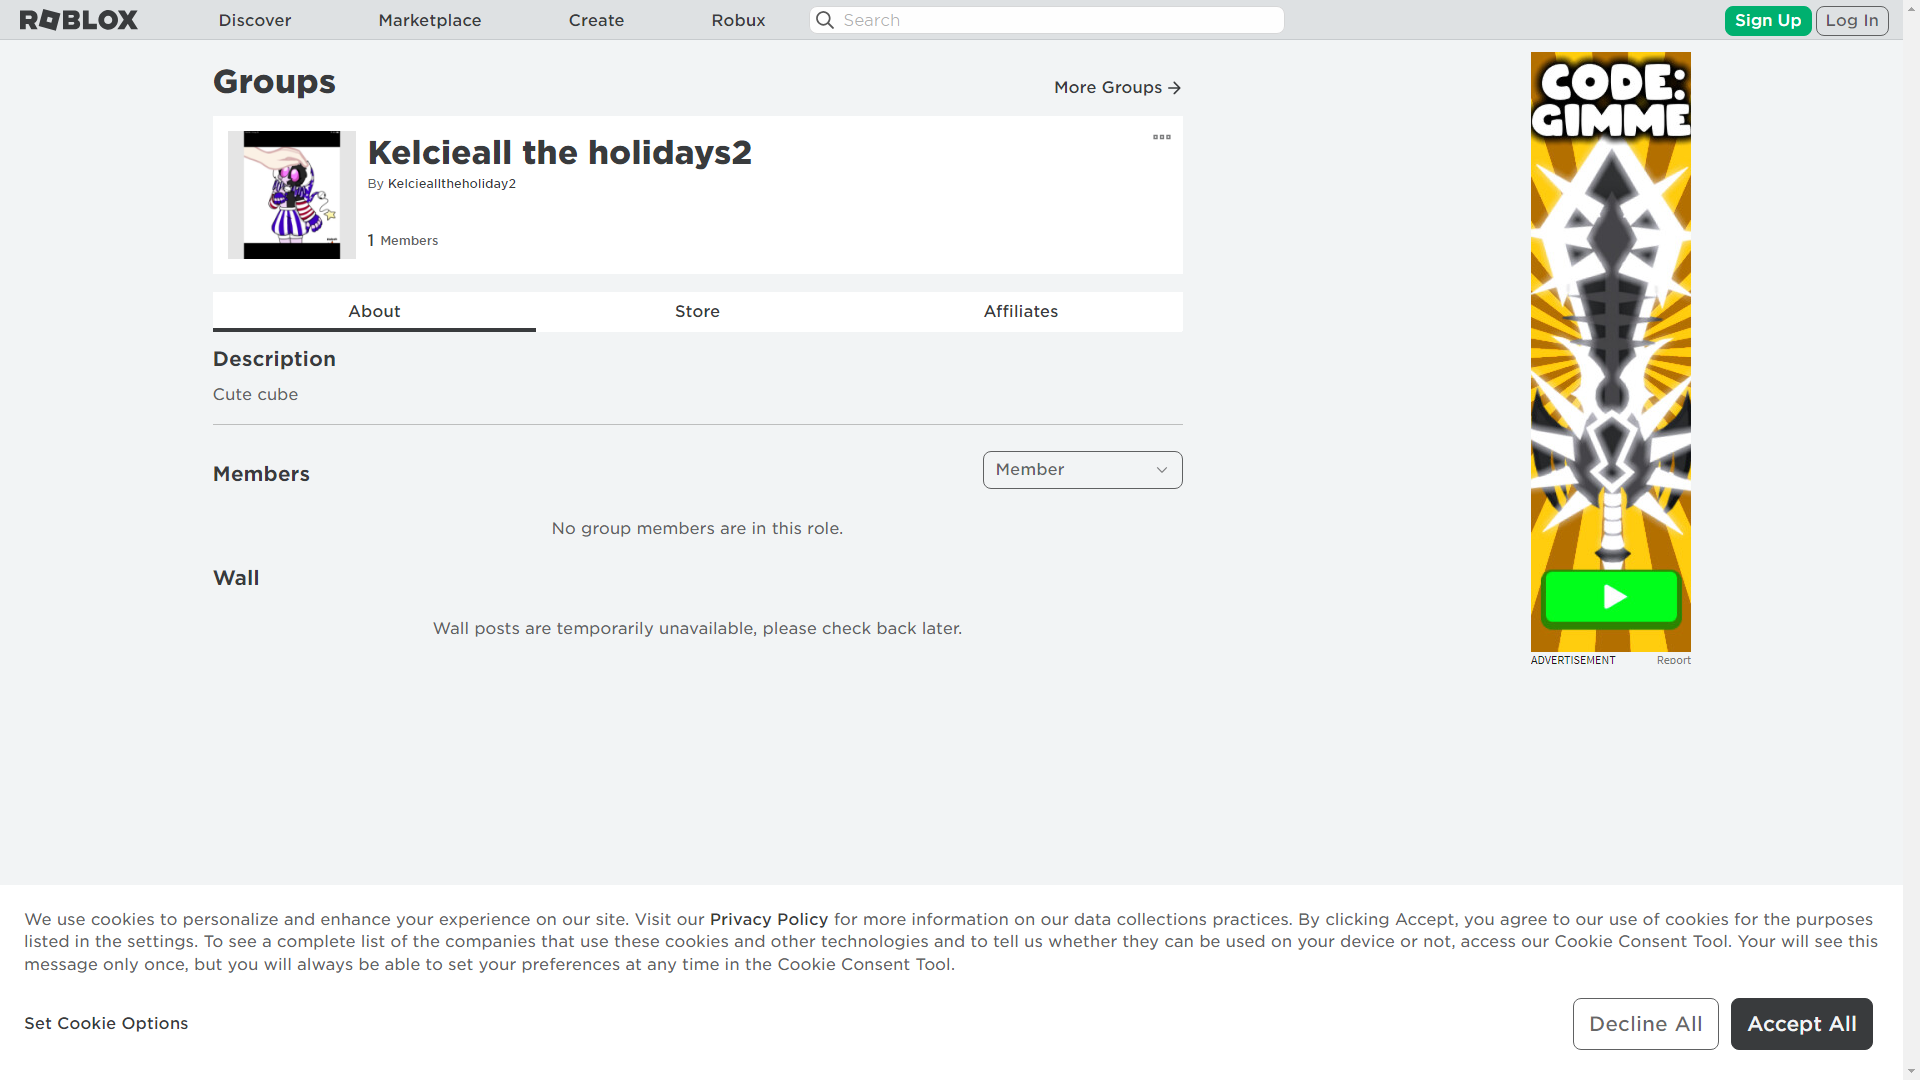 ROBLOX
Discover
Marketplace
Create
Robux
Search
Sign Up
Log In
Groups
More Groups
Kelcieall the holidays2
By Kelciealltheholiday2
1 Members
About
Store
Affiliates
Description
Cute cube
Members
Member
No group members are in this role.
Wall
Wall posts are temporarily unavailable, please check back later.
CODE:
GIMME
ADVERTISEMENT
Report
We use cookies to personalize and enhance your experience on our site. Visit our Privacy Policy for more information on our data collections practices. By clicking Accept, you agree to our use of cookies for the purposes
listed in the settings. To see a complete list of the companies that use these cookies and other technologies and to tell us whether they can be used on your device or not, access our Cookie Consent Tool. Your will see this
message only once, but you will always be able to set your preferences at any time in the Cookie Consent Tool.
Set Cookie Options
Decline All
Accept All